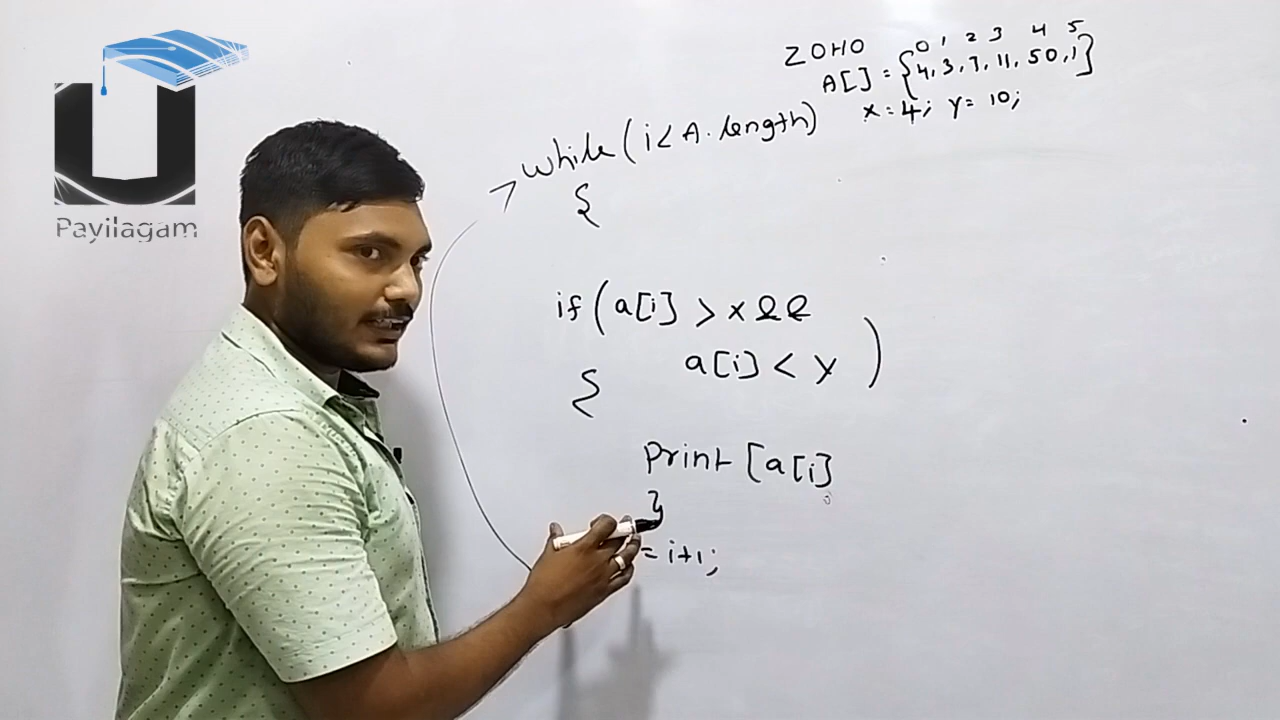 Payilagam
ZOHO
0 1 2 3 4 5
A[] = {4, 3, 7, 11, 50, 1}
x = 4; y = 10;
while (i < A.length)
{
if (a[i] > x &&
a[i] < y )
{
Print [a[i]
}
= i+1;